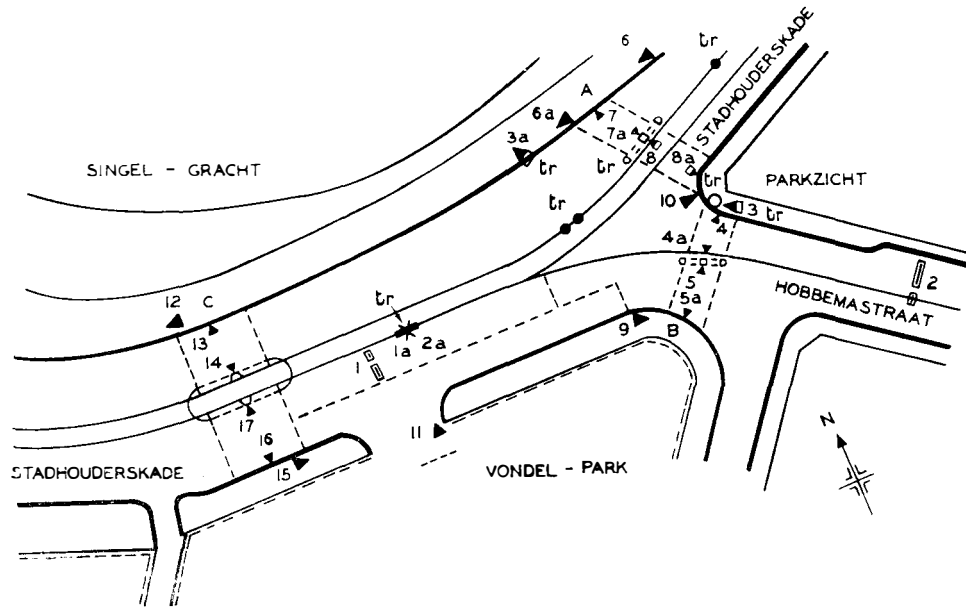 6
tr
STADHOUDERSKADE
A
6a
7
7a
3a
tr
tr
8
8a
SINGEL - GRACHT
tr
PARKZICHT
10
3 tr
4
tr
4a
2
12
C
13
tr
5
5a
HOBBEMASTRAAT
14
1a
2a
9
B
1
17
11
16
N
STADHOUDERSKADE
15
VONDEL - PARK